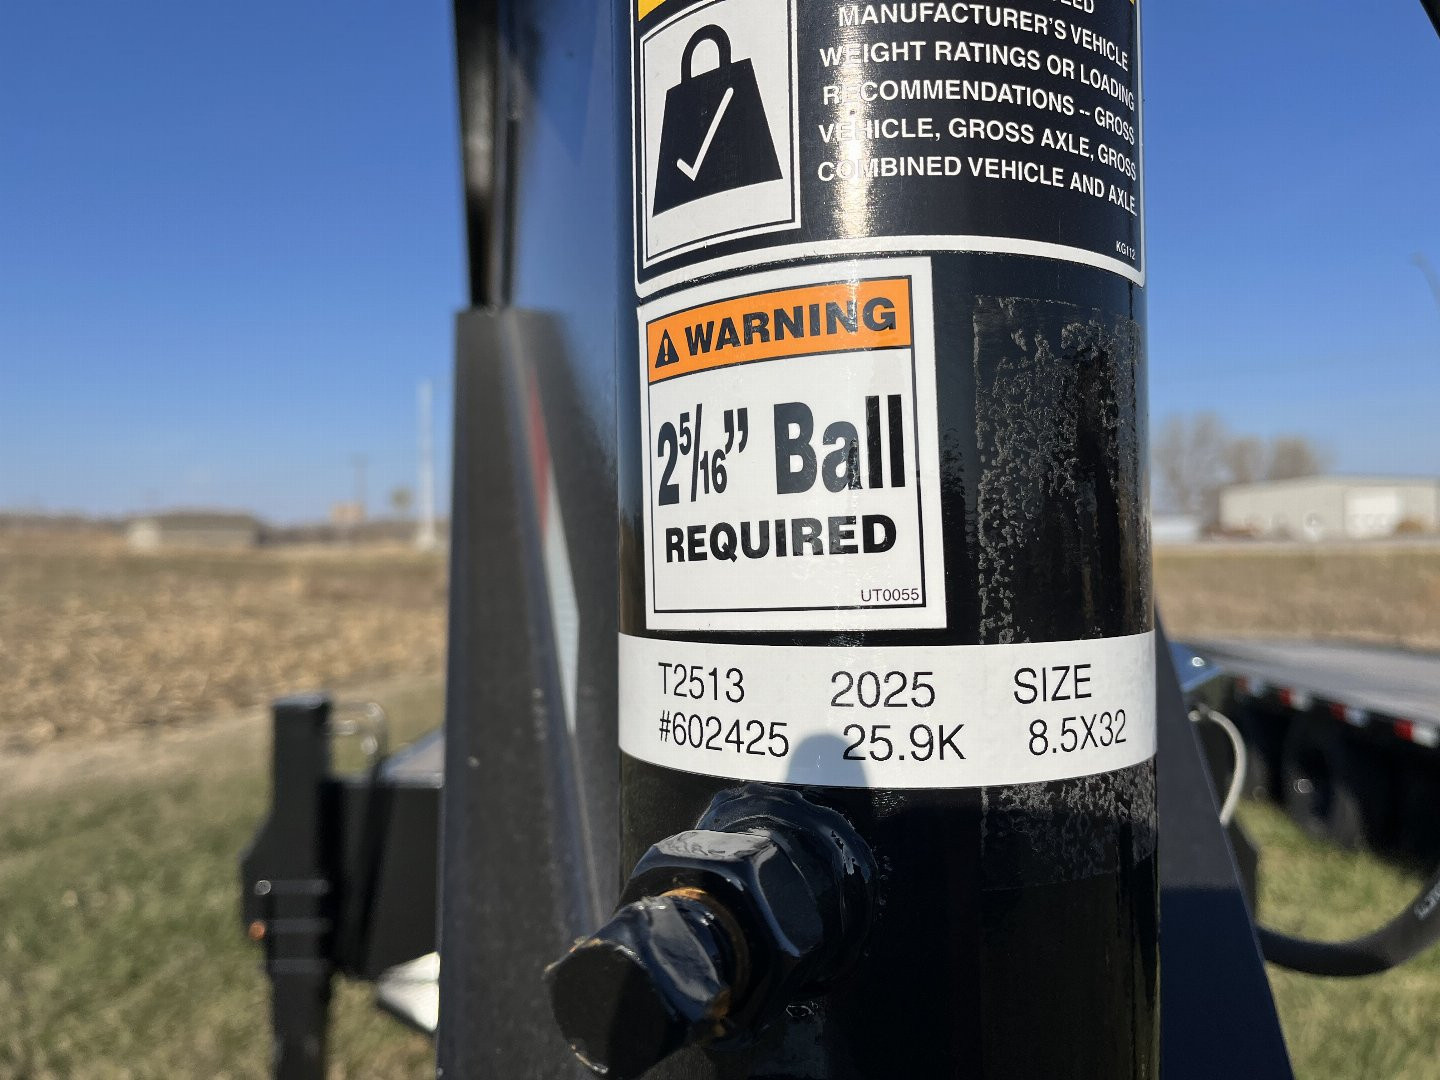 MANUFACTURER'S VEHICLE
WEIGHT RATINGS OR LOADING
RECOMMENDATIONS -- GROSS
VEHICLE, GROSS AXLE, GROSS
COMBINED VEHICLE AND AXLE.
KG112
WARNING
2 5/16" Ball
REQUIRED
UT0055
T2513 2025 SIZE
#602425 25.9K 8.5X32